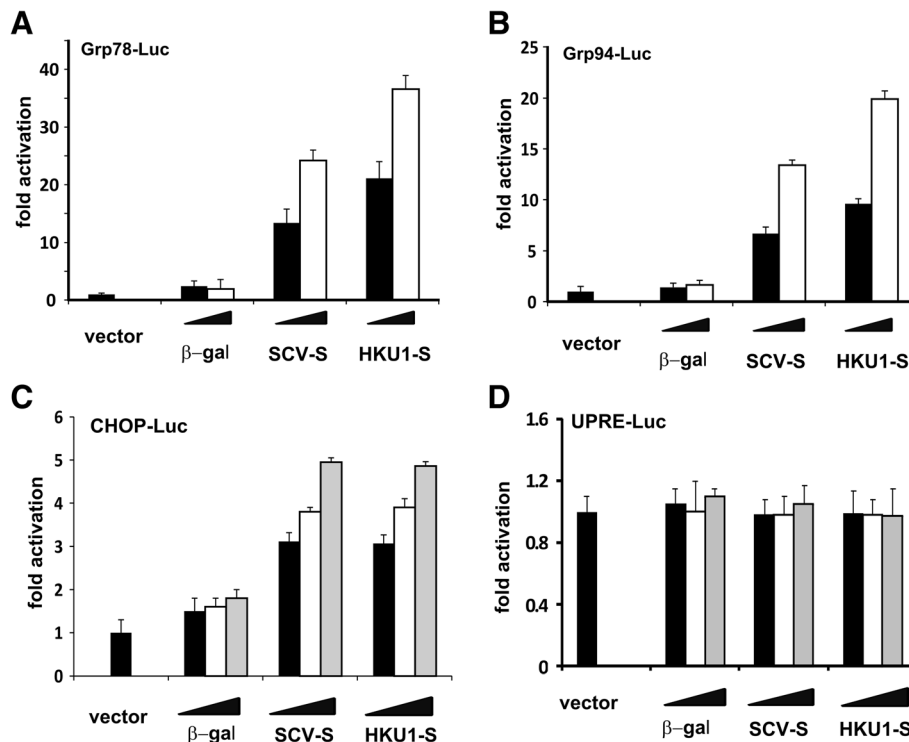 A
Grp78-Luc
fold activation
40
30
20
10
0
vector
β–gal
SCV-S
HKU1-S
B
Grp94-Luc
fold activation
25
20
15
10
5
0
vector
β–gal
SCV-S
HKU1-S
C
CHOP-Luc
fold activation
6
5
4
3
2
1
0
vector
β–gal
SCV-S
HKU1-S
D
UPRE-Luc
fold activation
1.6
1.2
0.8
0.4
0
vector
β–gal
SCV-S
HKU1-S